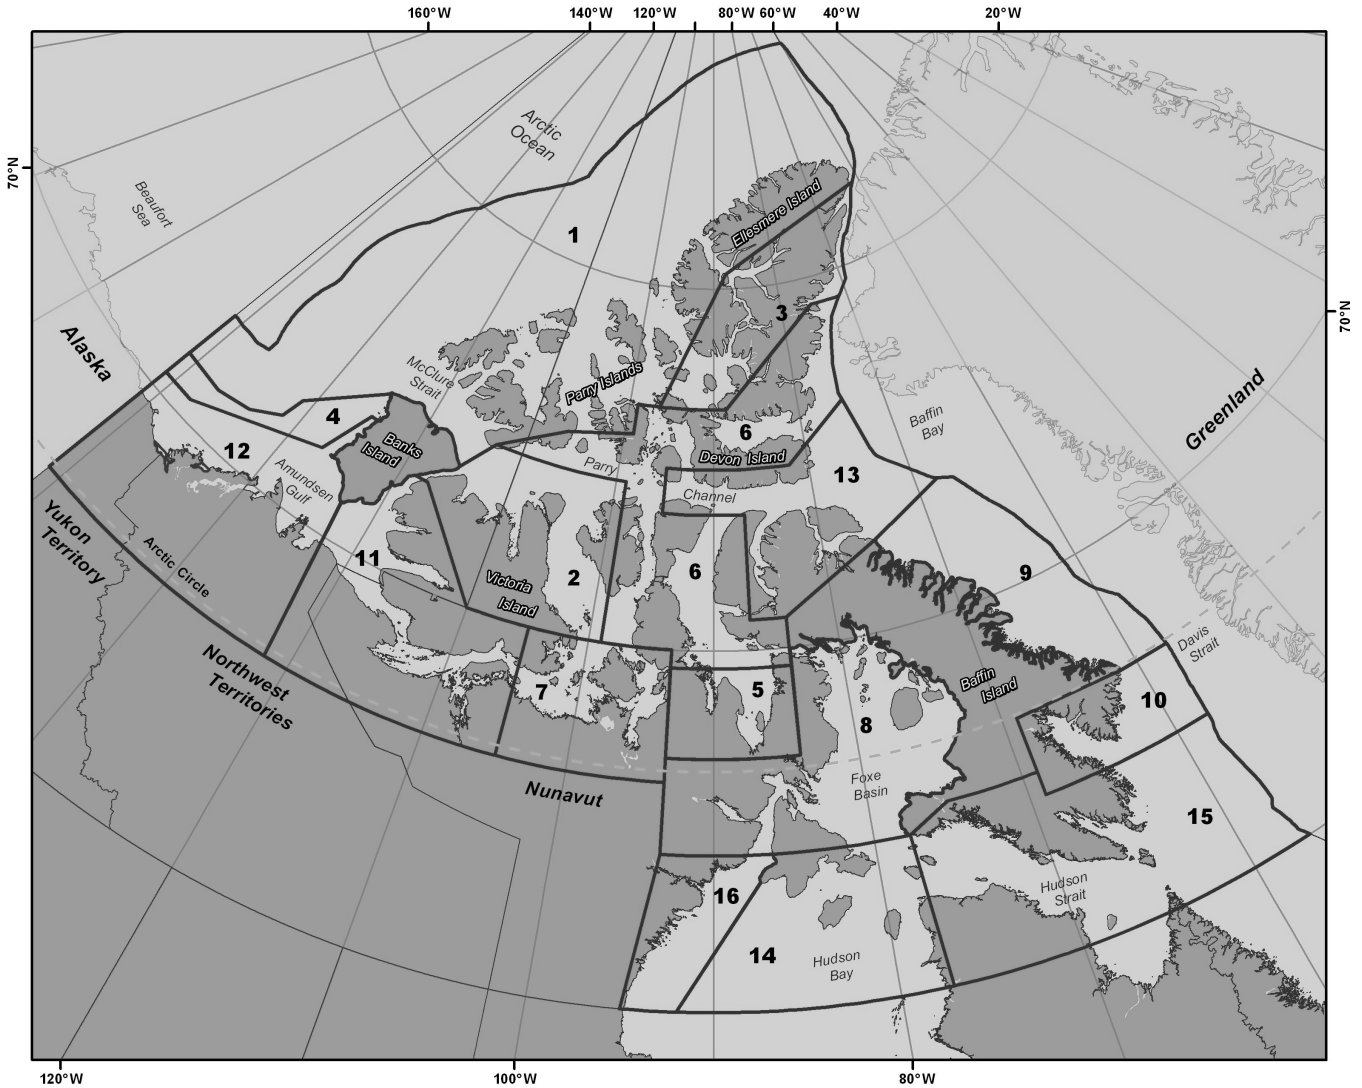 160°W
140°W
120°W
80°W
60°W
40°W
20°W
70°N
70°N
Arctic
Ocean
Beaufort
Sea
1
Ellesmere Island
3
Alaska
McClure
Strait
Parry Islands
Greenland
4
Banks
Island
12
Amundsen
Gulf
Parry
Channel
6
Devon Island
Baffin
Bay
13
Yukon
Territory
Arctic Circle
11
Victoria
Island
2
6
9
Davis
Strait
Northwest
Territories
7
5
8
Baffin
Island
10
Nunavut
Foxe
Basin
15
16
Hudson
Strait
14
Hudson
Bay
120°W
100°W
80°W